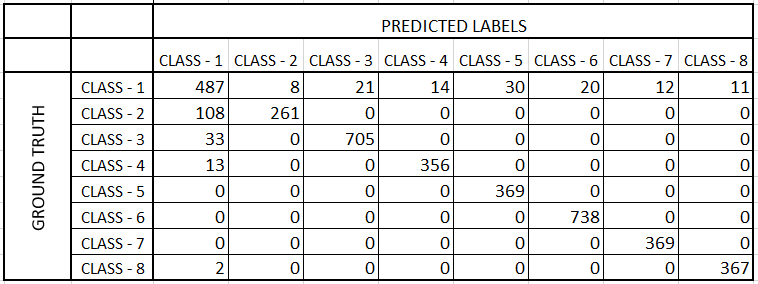 PREDICTED LABELS
CLASS - 1 CLASS - 2 CLASS - 3 CLASS - 4 CLASS - 5 CLASS - 6 CLASS - 7 CLASS - 8
GROUND TRUTH
CLASS - 1 487 8 21 14 30 20 12 11
CLASS - 2 108 261 0 0 0 0 0 0
CLASS - 3 33 0 705 0 0 0 0 0
CLASS - 4 13 0 0 356 0 0 0 0
CLASS - 5 0 0 0 0 369 0 0 0
CLASS - 6 0 0 0 0 0 738 0 0
CLASS - 7 0 0 0 0 0 0 369 0
CLASS - 8 2 0 0 0 0 0 0 367